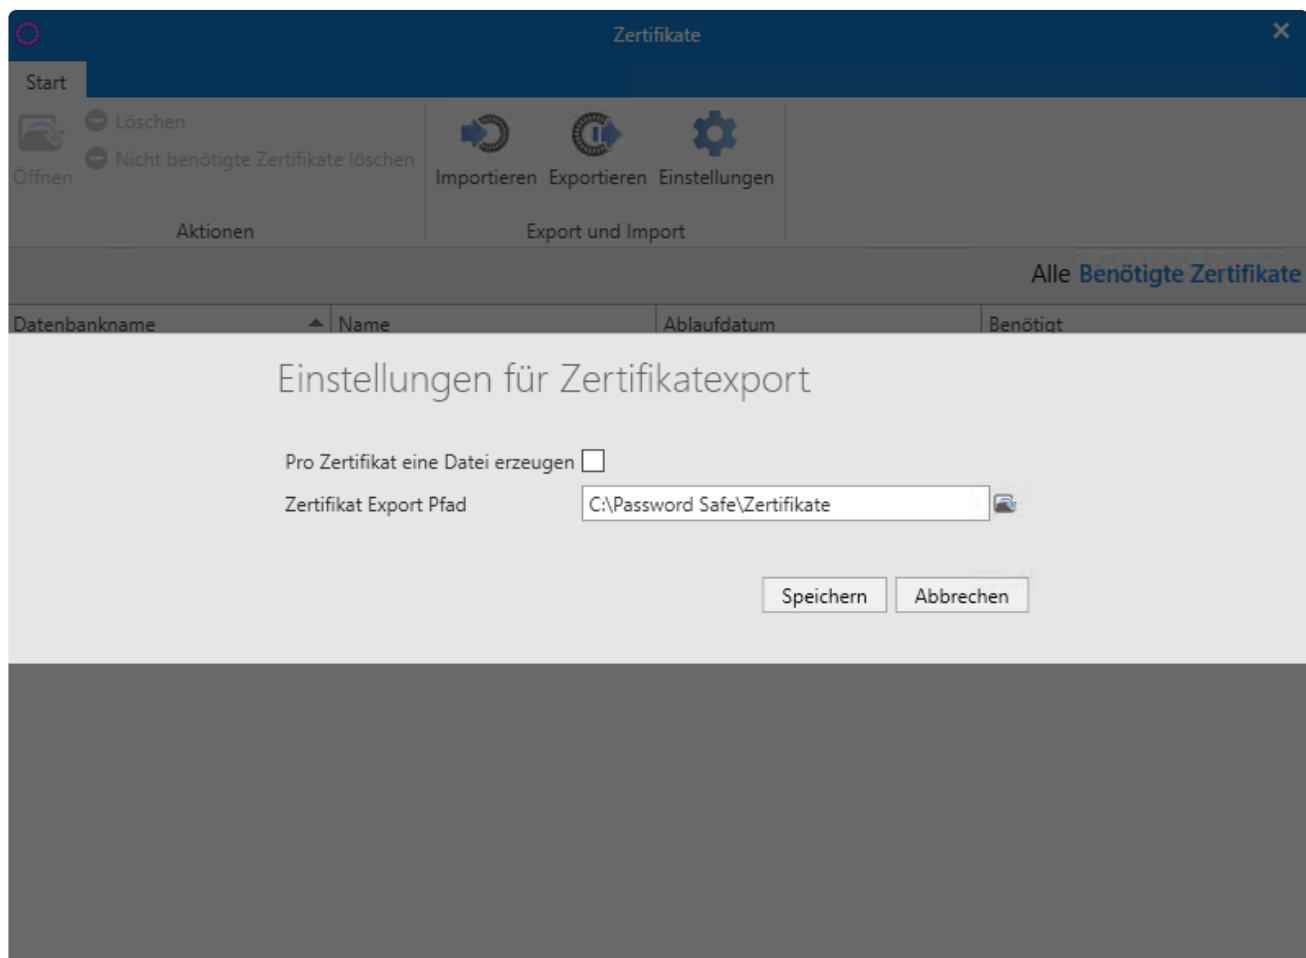 Zertifikate
Start
Löschen
Nicht benötigte Zertifikate löschen
Öffnen
Importieren Exportieren Einstellungen
Aktionen Export und Import
Alle Benötigte Zertifikate
Datenbankname Name Ablaufdatum Benötigt
Einstellungen für Zertifikatexport
Pro Zertifikat eine Datei erzeugen
Zertifikat Export Pfad C:\Password Safe\Zertifikate
Speichern Abbrechen